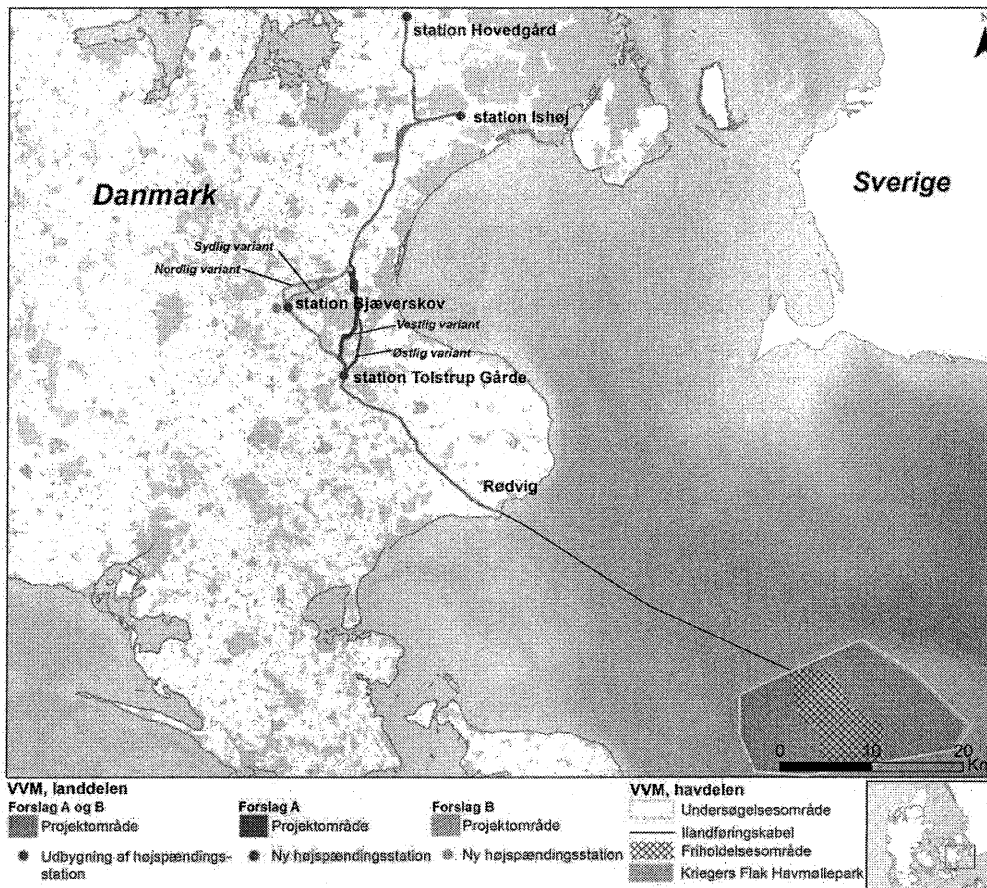 N
station Hovedgård
station Ishøj
Danmark
Sverige
Sydlig variant
Nordlig variant
station Bjæverskov
Vestlig variant
Østlig variant
station Tolstrup Gårde
Rødvig
0 10 20
Km
VVM, landdelen
Forslag A og B
Projektområde
Udbygning af højspændings-
station
Forslag A
Projektområde
Ny højspændingsstation
Forslag B
Projektområde
Ny højspændingsstation
VVM, havdelen
Undersøgelsesområde
Ilandføringskabel
Friholdelsesområde
Kriegers Flak Havmøllepark